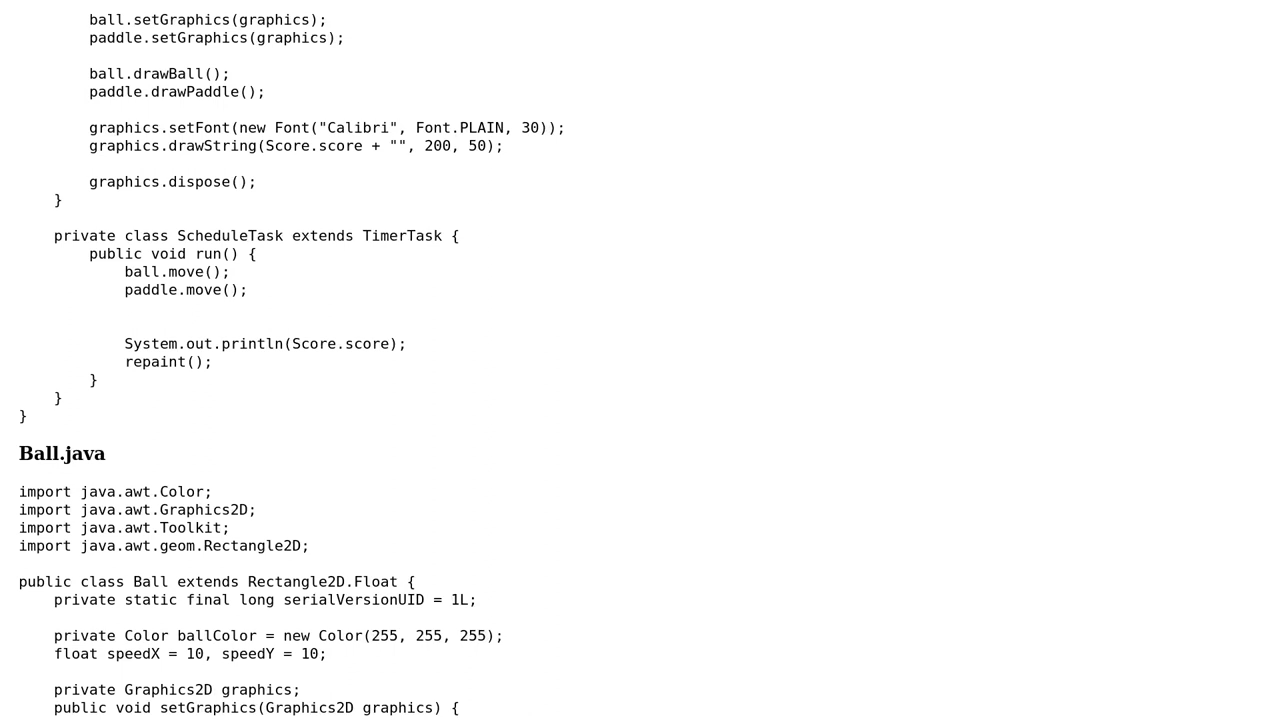 ball.setGraphics(graphics);
        paddle.setGraphics(graphics);

        ball.drawBall();
        paddle.drawPaddle();

        graphics.setFont(new Font("Calibri", Font.PLAIN, 30));
        graphics.drawString(Score.score + "", 200, 50);

        graphics.dispose();
    }

    private class ScheduleTask extends TimerTask {
        public void run() {
            ball.move();
            paddle.move();


            System.out.println(Score.score);
            repaint();
        }
    }
}
Ball.java
import java.awt.Color;
import java.awt.Graphics2D;
import java.awt.Toolkit;
import java.awt.geom.Rectangle2D;

public class Ball extends Rectangle2D.Float {
    private static final long serialVersionUID = 1L;

    private Color ballColor = new Color(255, 255, 255);
    float speedX = 10, speedY = 10;

    private Graphics2D graphics;
    public void setGraphics(Graphics2D graphics) {